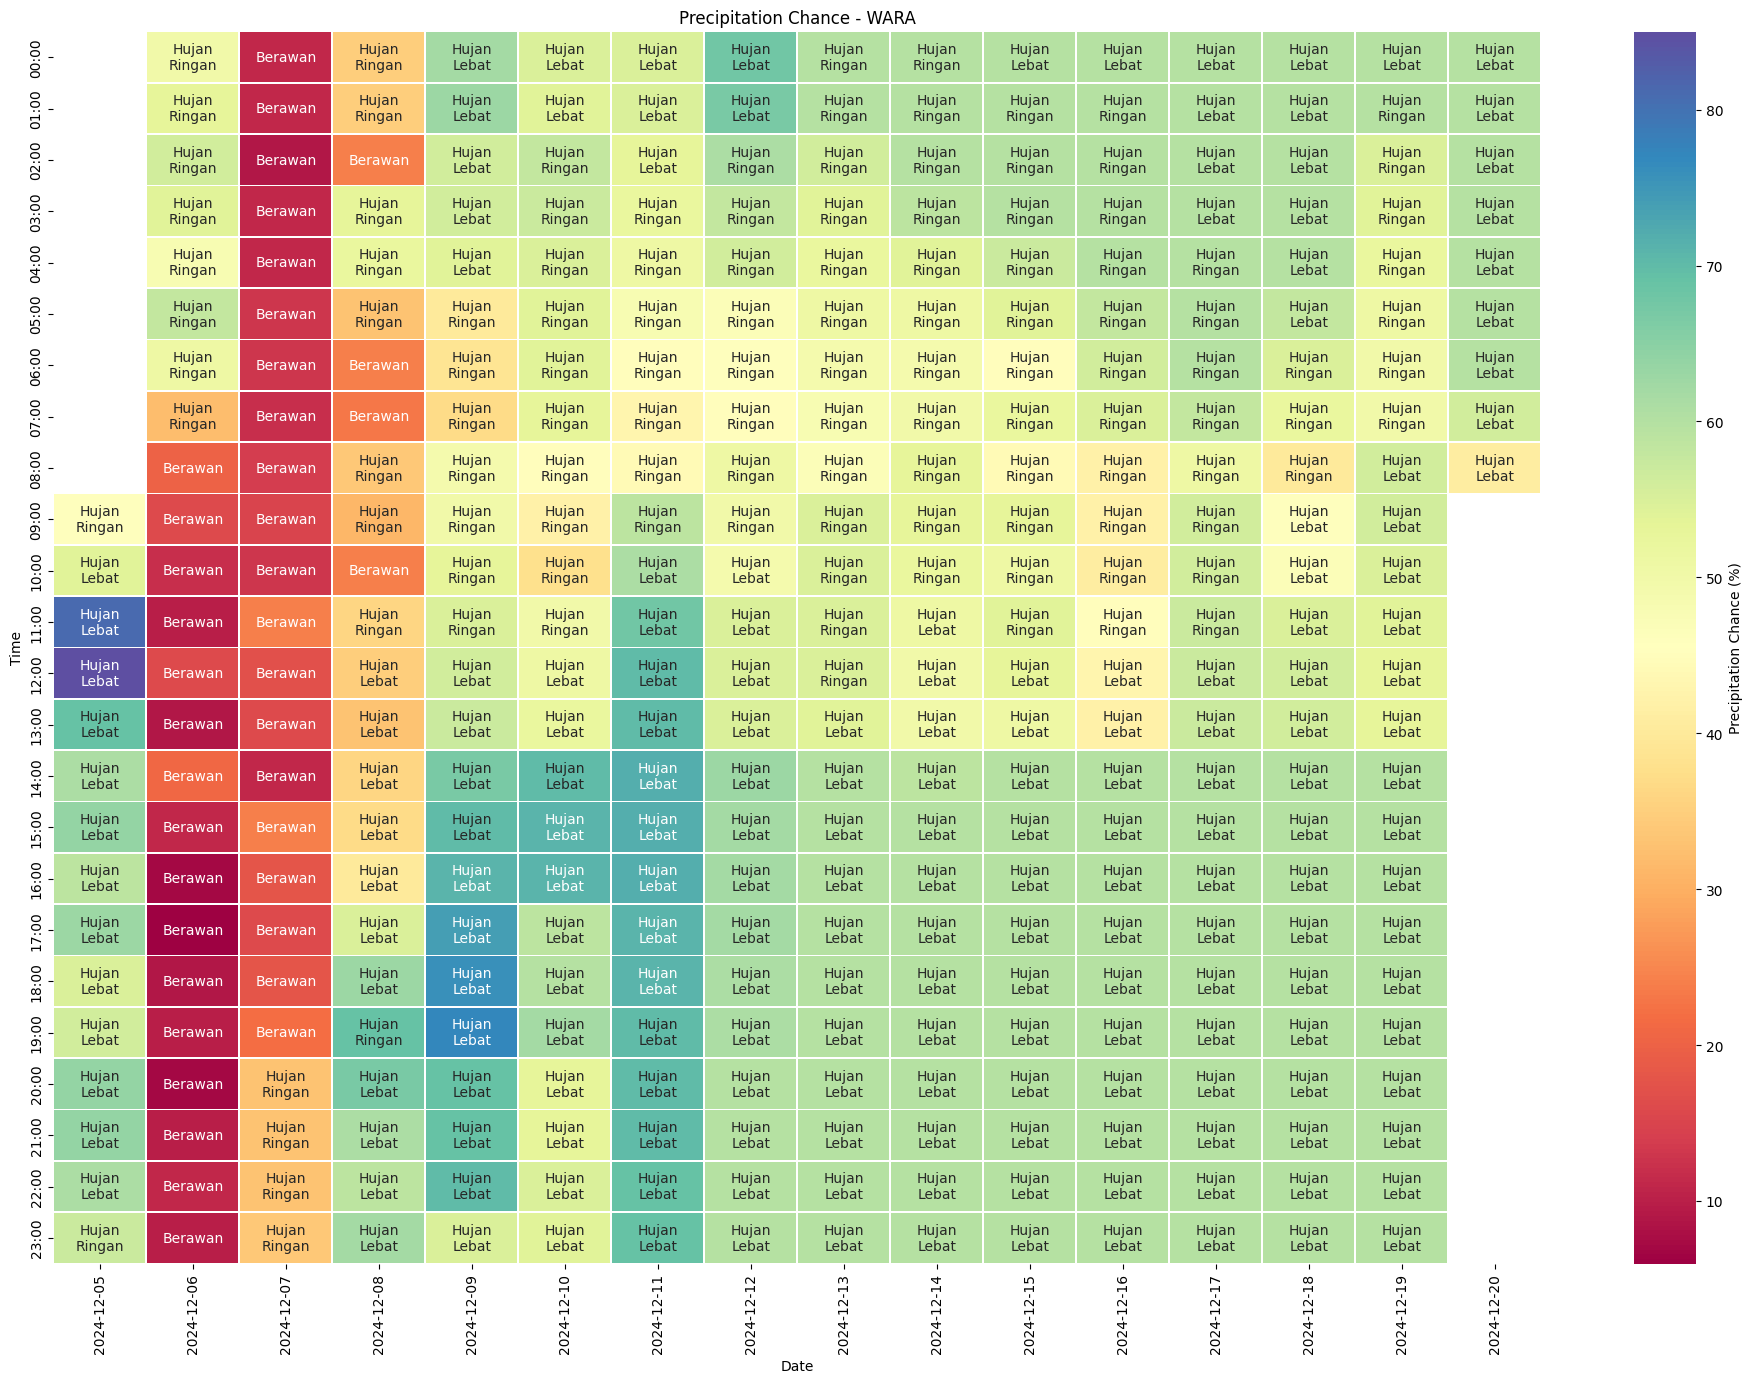 Precipitation Chance - WARA
00:00 Hujan Ringan Berawan Hujan Ringan Hujan Lebat Hujan Lebat Hujan Lebat Hujan Lebat Hujan Ringan Hujan Ringan Hujan Lebat Hujan Lebat Hujan Lebat Hujan Lebat Hujan Lebat Hujan Lebat
01:00 Hujan Ringan Berawan Hujan Ringan Hujan Lebat Hujan Lebat Hujan Lebat Hujan Lebat Hujan Ringan Hujan Ringan Hujan Ringan Hujan Ringan Hujan Lebat Hujan Lebat Hujan Ringan Hujan Lebat
02:00 Hujan Ringan Berawan Berawan Hujan Lebat Hujan Ringan Hujan Lebat Hujan Ringan Hujan Ringan Hujan Ringan Hujan Ringan Hujan Ringan Hujan Lebat Hujan Lebat Hujan Ringan Hujan Lebat
03:00 Hujan Ringan Berawan Hujan Ringan Hujan Lebat Hujan Ringan Hujan Ringan Hujan Ringan Hujan Ringan Hujan Ringan Hujan Ringan Hujan Ringan Hujan Lebat Hujan Lebat Hujan Ringan Hujan Lebat
04:00 Hujan Ringan Berawan Hujan Ringan Hujan Lebat Hujan Ringan Hujan Ringan Hujan Ringan Hujan Ringan Hujan Ringan Hujan Ringan Hujan Ringan Hujan Ringan Hujan Lebat Hujan Ringan Hujan Lebat
05:00 Hujan Ringan Berawan Hujan Ringan Hujan Ringan Hujan Ringan Hujan Ringan Hujan Ringan Hujan Ringan Hujan Ringan Hujan Ringan Hujan Ringan Hujan Ringan Hujan Lebat Hujan Ringan Hujan Lebat
06:00 Hujan Ringan Berawan Berawan Hujan Ringan Hujan Ringan Hujan Ringan Hujan Ringan Hujan Ringan Hujan Ringan Hujan Ringan Hujan Ringan Hujan Ringan Hujan Ringan Hujan Ringan Hujan Lebat
07:00 Hujan Ringan Berawan Berawan Hujan Ringan Hujan Ringan Hujan Ringan Hujan Ringan Hujan Ringan Hujan Ringan Hujan Ringan Hujan Ringan Hujan Ringan Hujan Ringan Hujan Ringan Hujan Lebat
08:00 Berawan Berawan Hujan Ringan Hujan Ringan Hujan Ringan Hujan Ringan Hujan Ringan Hujan Ringan Hujan Ringan Hujan Ringan Hujan Ringan Hujan Ringan Hujan Ringan Hujan Lebat Hujan Lebat
09:00 Hujan Ringan Berawan Berawan Hujan Ringan Hujan Ringan Hujan Ringan Hujan Ringan Hujan Ringan Hujan Ringan Hujan Ringan Hujan Ringan Hujan Ringan Hujan Ringan Hujan Lebat Hujan Lebat
10:00 Hujan Lebat Berawan Berawan Berawan Hujan Ringan Hujan Ringan Hujan Lebat Hujan Lebat Hujan Ringan Hujan Ringan Hujan Ringan Hujan Ringan Hujan Ringan Hujan Lebat Hujan Lebat
11:00 Hujan Lebat Berawan Berawan Hujan Ringan Hujan Ringan Hujan Ringan Hujan Lebat Hujan Lebat Hujan Ringan Hujan Lebat Hujan Ringan Hujan Ringan Hujan Ringan Hujan Lebat Hujan Lebat
12:00 Hujan Lebat Berawan Berawan Hujan Lebat Hujan Lebat Hujan Lebat Hujan Lebat Hujan Lebat Hujan Ringan Hujan Lebat Hujan Lebat Hujan Lebat Hujan Lebat Hujan Lebat Hujan Lebat
13:00 Hujan Lebat Berawan Berawan Hujan Lebat Hujan Lebat Hujan Lebat Hujan Lebat Hujan Lebat Hujan Lebat Hujan Lebat Hujan Lebat Hujan Lebat Hujan Lebat Hujan Lebat Hujan Lebat
14:00 Hujan Lebat Berawan Berawan Hujan Lebat Hujan Lebat Hujan Lebat Hujan Lebat Hujan Lebat Hujan Lebat Hujan Lebat Hujan Lebat Hujan Lebat Hujan Lebat Hujan Lebat Hujan Lebat
15:00 Hujan Lebat Berawan Berawan Hujan Lebat Hujan Lebat Hujan Lebat Hujan Lebat Hujan Lebat Hujan Lebat Hujan Lebat Hujan Lebat Hujan Lebat Hujan Lebat Hujan Lebat Hujan Lebat
16:00 Hujan Lebat Berawan Berawan Hujan Lebat Hujan Lebat Hujan Lebat Hujan Lebat Hujan Lebat Hujan Lebat Hujan Lebat Hujan Lebat Hujan Lebat Hujan Lebat Hujan Lebat Hujan Lebat
17:00 Hujan Lebat Berawan Berawan Hujan Lebat Hujan Lebat Hujan Lebat Hujan Lebat Hujan Lebat Hujan Lebat Hujan Lebat Hujan Lebat Hujan Lebat Hujan Lebat Hujan Lebat Hujan Lebat
18:00 Hujan Lebat Berawan Berawan Hujan Lebat Hujan Lebat Hujan Lebat Hujan Lebat Hujan Lebat Hujan Lebat Hujan Lebat Hujan Lebat Hujan Lebat Hujan Lebat Hujan Lebat Hujan Lebat
19:00 Hujan Lebat Berawan Berawan Hujan Ringan Hujan Lebat Hujan Lebat Hujan Lebat Hujan Lebat Hujan Lebat Hujan Lebat Hujan Lebat Hujan Lebat Hujan Lebat Hujan Lebat Hujan Lebat
20:00 Hujan Lebat Berawan Hujan Ringan Hujan Lebat Hujan Lebat Hujan Lebat Hujan Lebat Hujan Lebat Hujan Lebat Hujan Lebat Hujan Lebat Hujan Lebat Hujan Lebat Hujan Lebat Hujan Lebat
21:00 Hujan Lebat Berawan Hujan Ringan Hujan Lebat Hujan Lebat Hujan Lebat Hujan Lebat Hujan Lebat Hujan Lebat Hujan Lebat Hujan Lebat Hujan Lebat Hujan Lebat Hujan Lebat Hujan Lebat
22:00 Hujan Lebat Berawan Hujan Ringan Hujan Lebat Hujan Lebat Hujan Lebat Hujan Lebat Hujan Lebat Hujan Lebat Hujan Lebat Hujan Lebat Hujan Lebat Hujan Lebat Hujan Lebat Hujan Lebat
23:00 Hujan Ringan Berawan Hujan Ringan Hujan Lebat Hujan Lebat Hujan Lebat Hujan Lebat Hujan Lebat Hujan Lebat Hujan Lebat Hujan Lebat Hujan Lebat Hujan Lebat Hujan Lebat Hujan Lebat
Time
2024-12-05 2024-12-06 2024-12-07 2024-12-08 2024-12-09 2024-12-10 2024-12-11 2024-12-12 2024-12-13 2024-12-14 2024-12-15 2024-12-16 2024-12-17 2024-12-18 2024-12-19 2024-12-20
Date
80
70
60
50
40
30
20
10
Precipitation Chance (%)